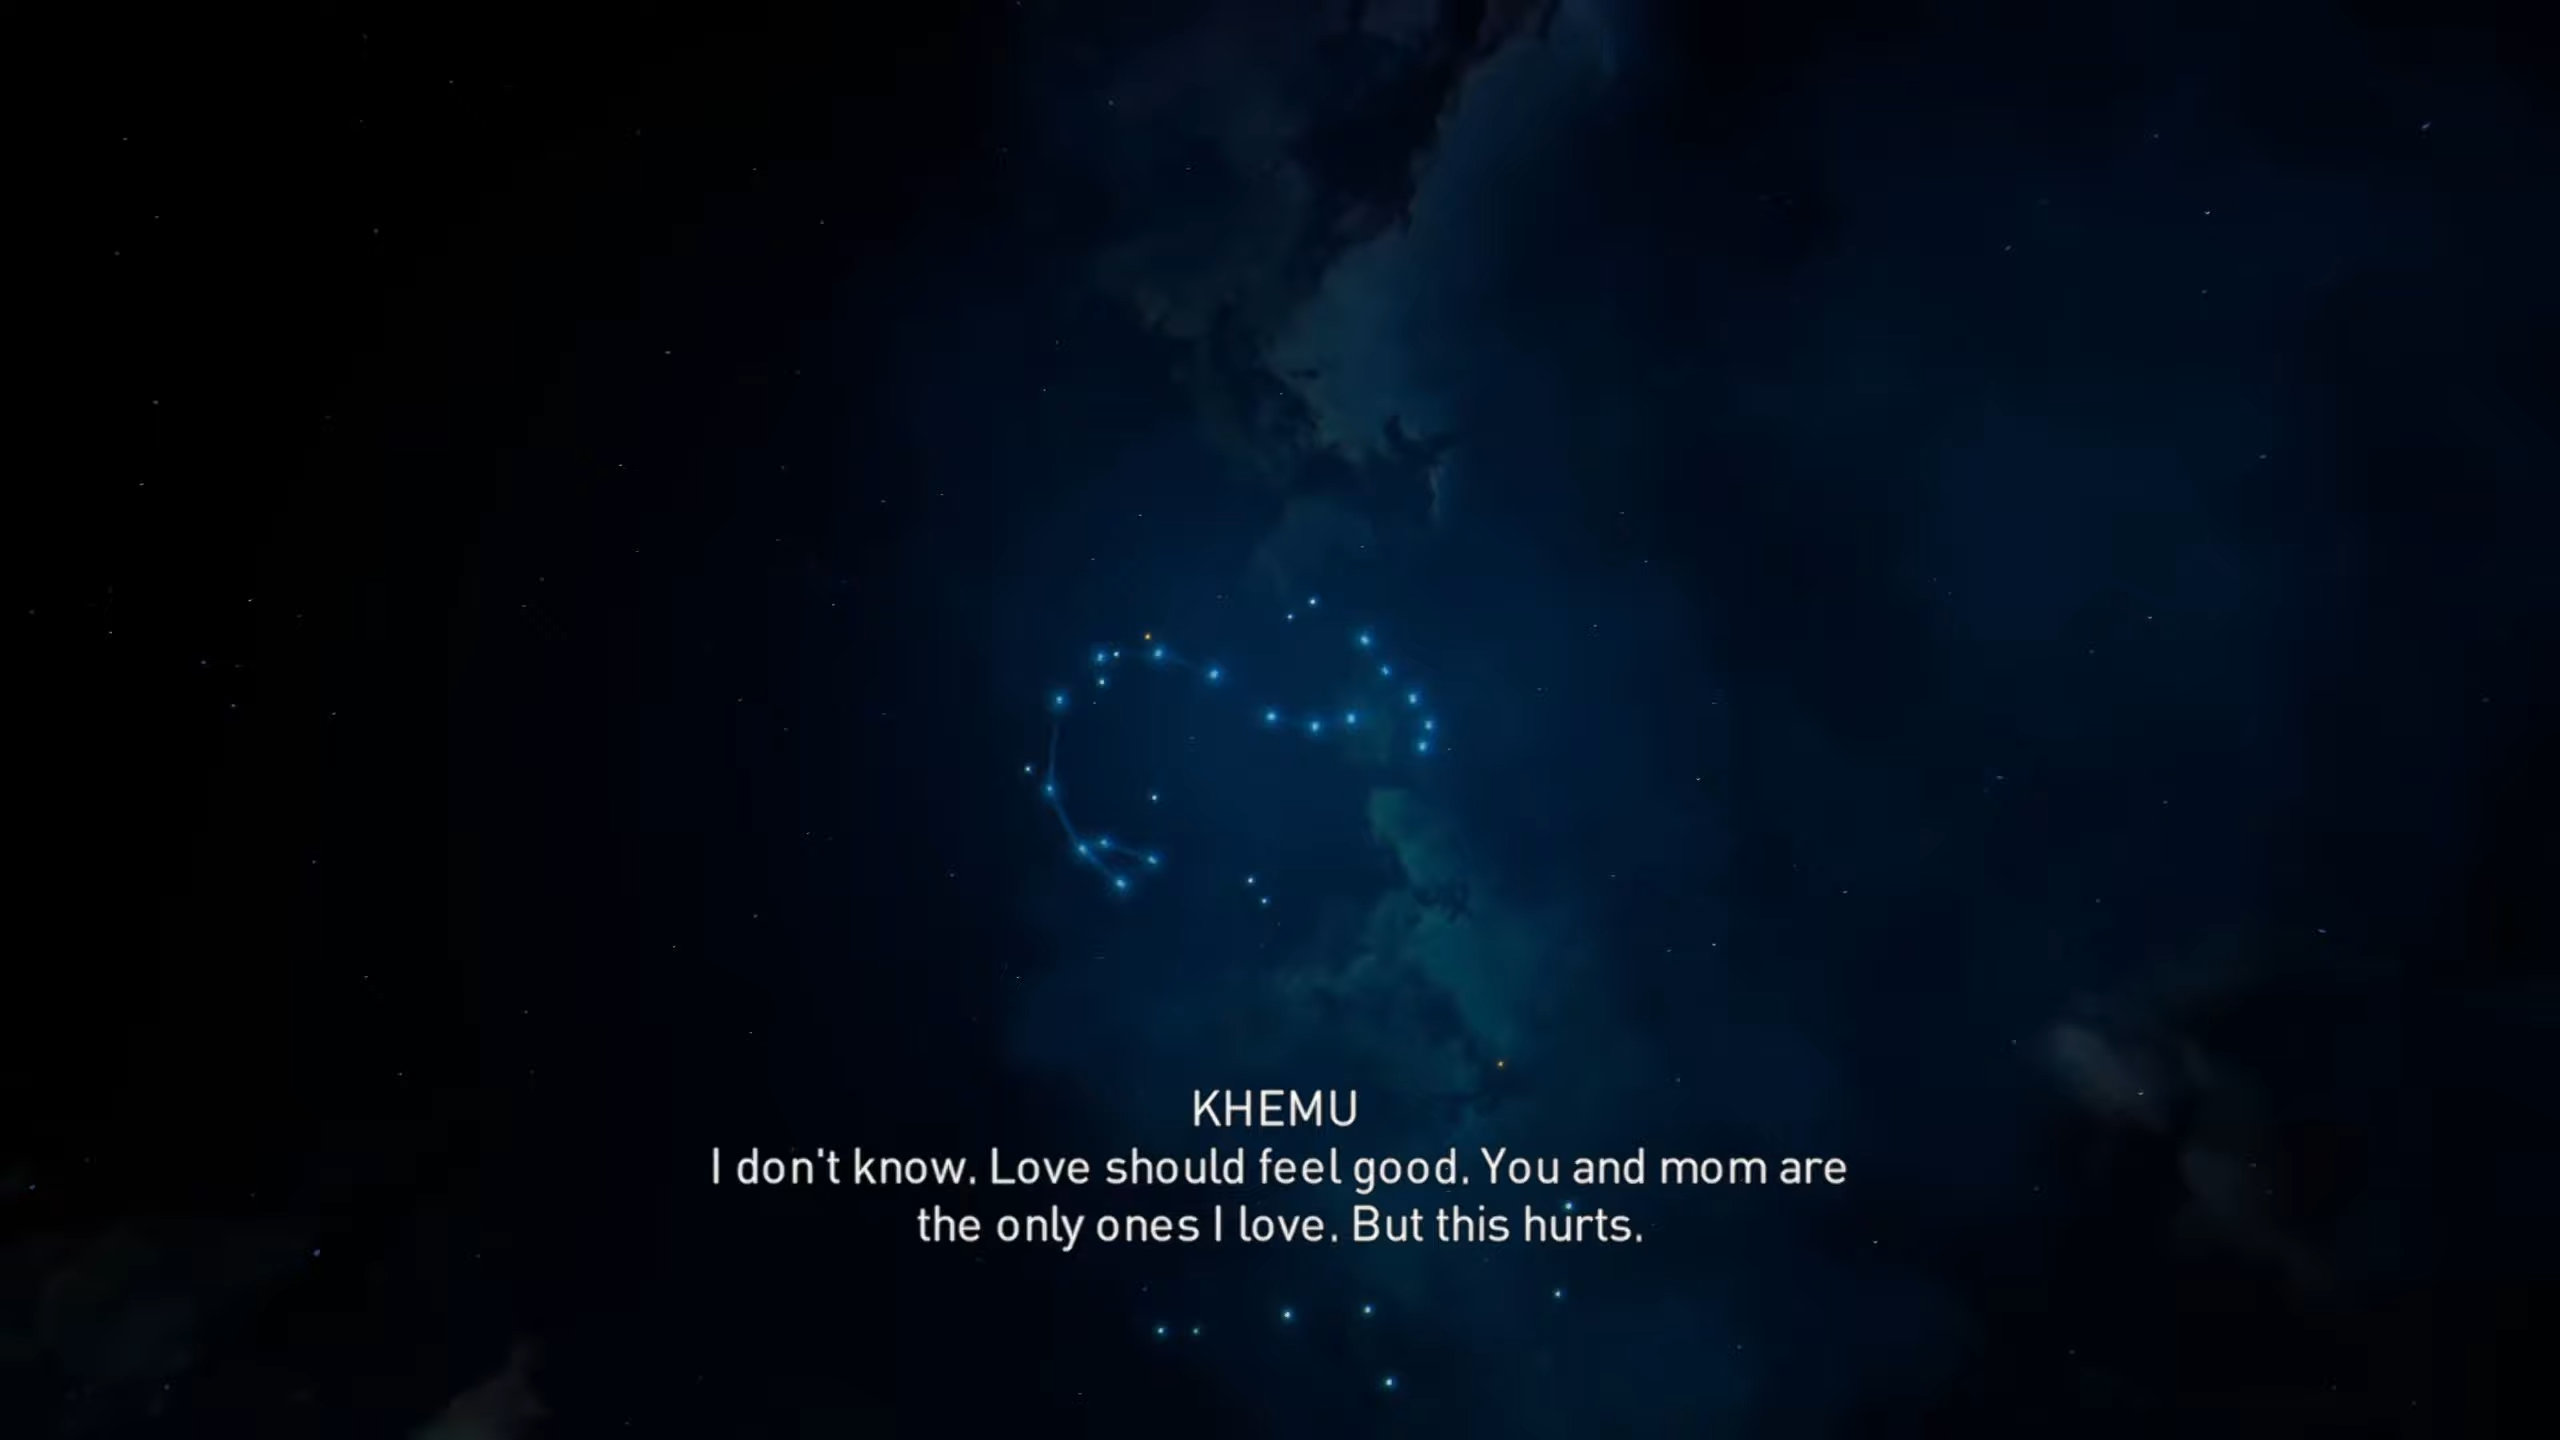 KHEMU
I don't know. Love should feel good. You and mom are
the only ones I love. But this hurts.